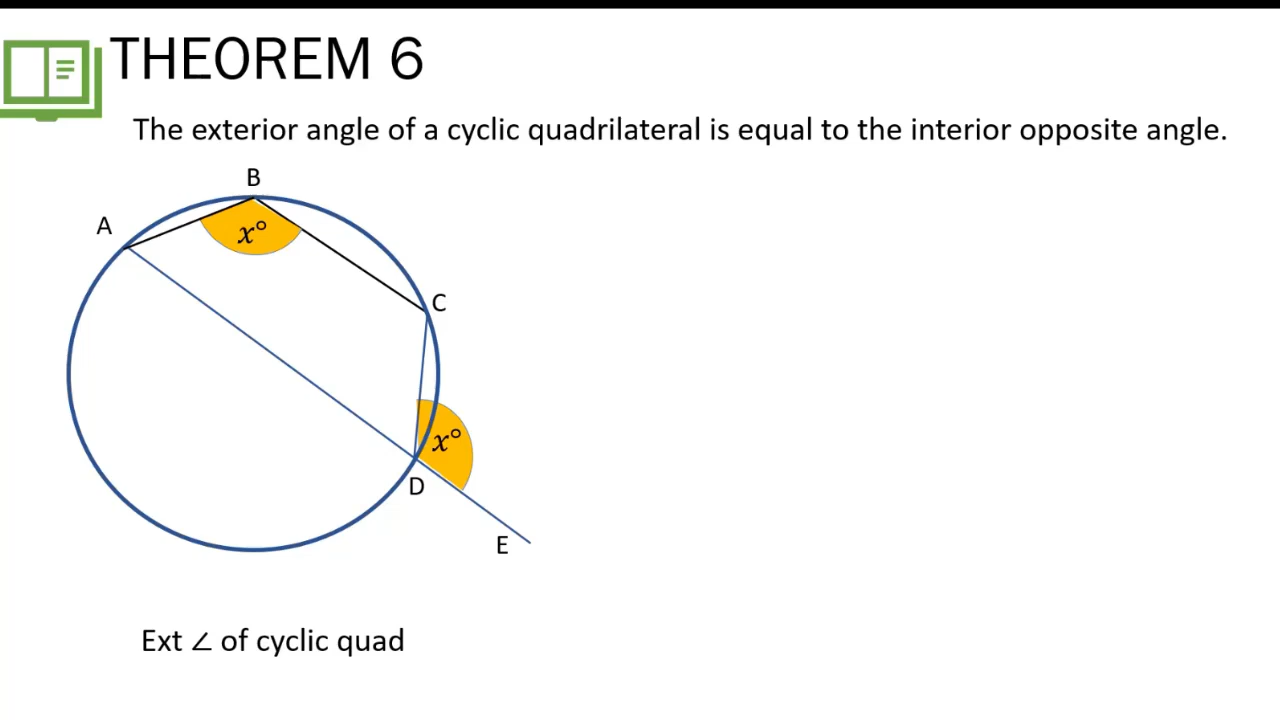 THEOREM 6
The exterior angle of a cyclic quadrilateral is equal to the interior opposite angle.
B
A
x°
C
x°
D
E
Ext ∠ of cyclic quad